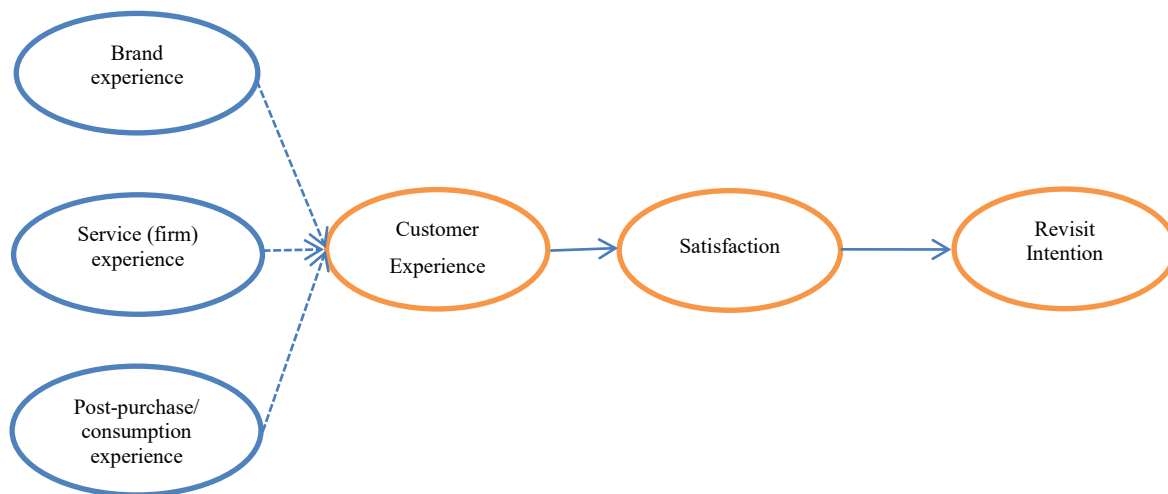 Brand
experience
Service (firm)
experience
Post-purchase/
consumption
experience
Customer
Experience
Satisfaction
Revisit
Intention